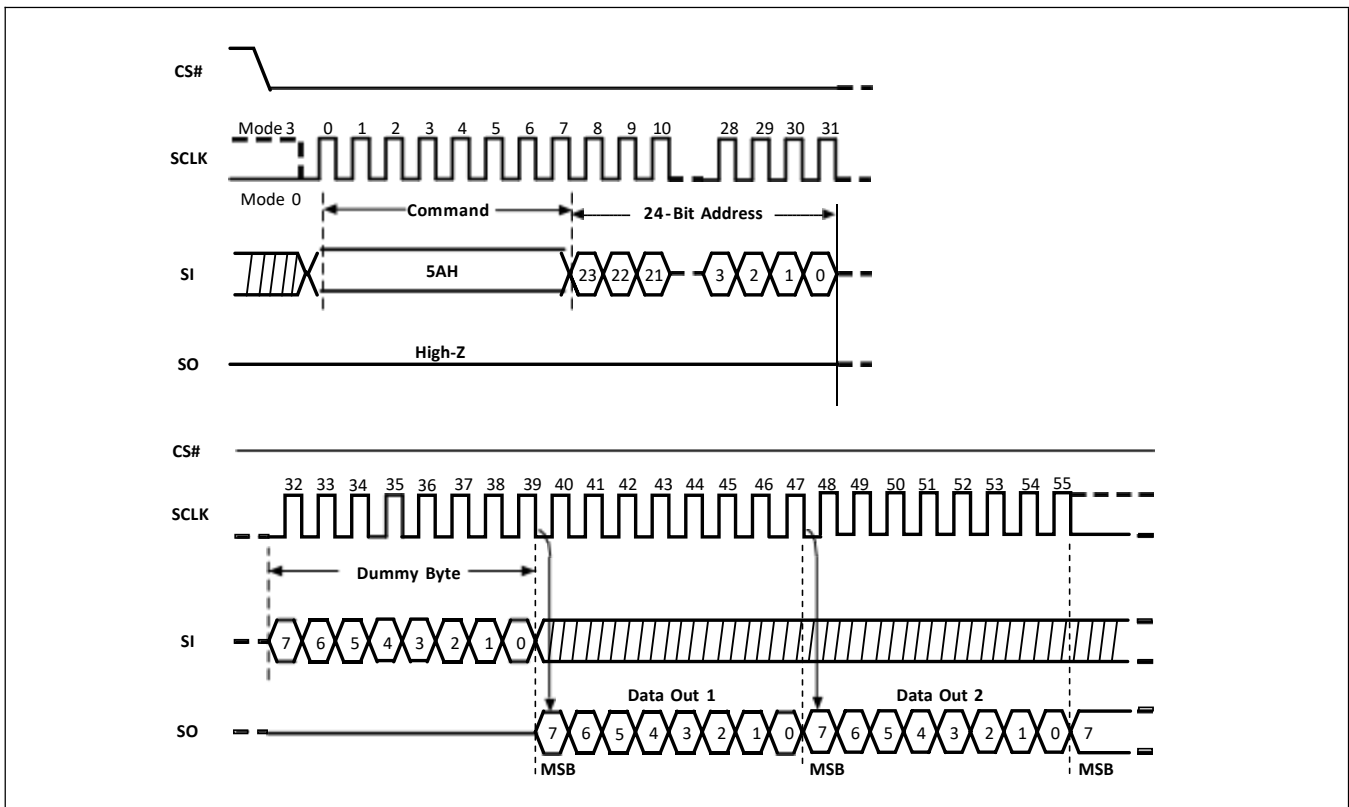 CS#
Mode 3 0 1 2 3 4 5 6 7 8 9 10 28 29 30 31
SCLK
Mode 0
Command 24-Bit Address
SI 5AH 23 22 21 3 2 1 0
High-Z
SO
CS#
32 33 34 35 36 37 38 39 40 41 42 43 44 45 46 47 48 49 50 51 52 53 54 55
SCLK
Dummy Byte
SI 7 6 5 4 3 2 1 0
Data Out 1 Data Out 2
SO 7 6 5 4 3 2 1 0 7 6 5 4 3 2 1 0 7
MSB MSB MSB